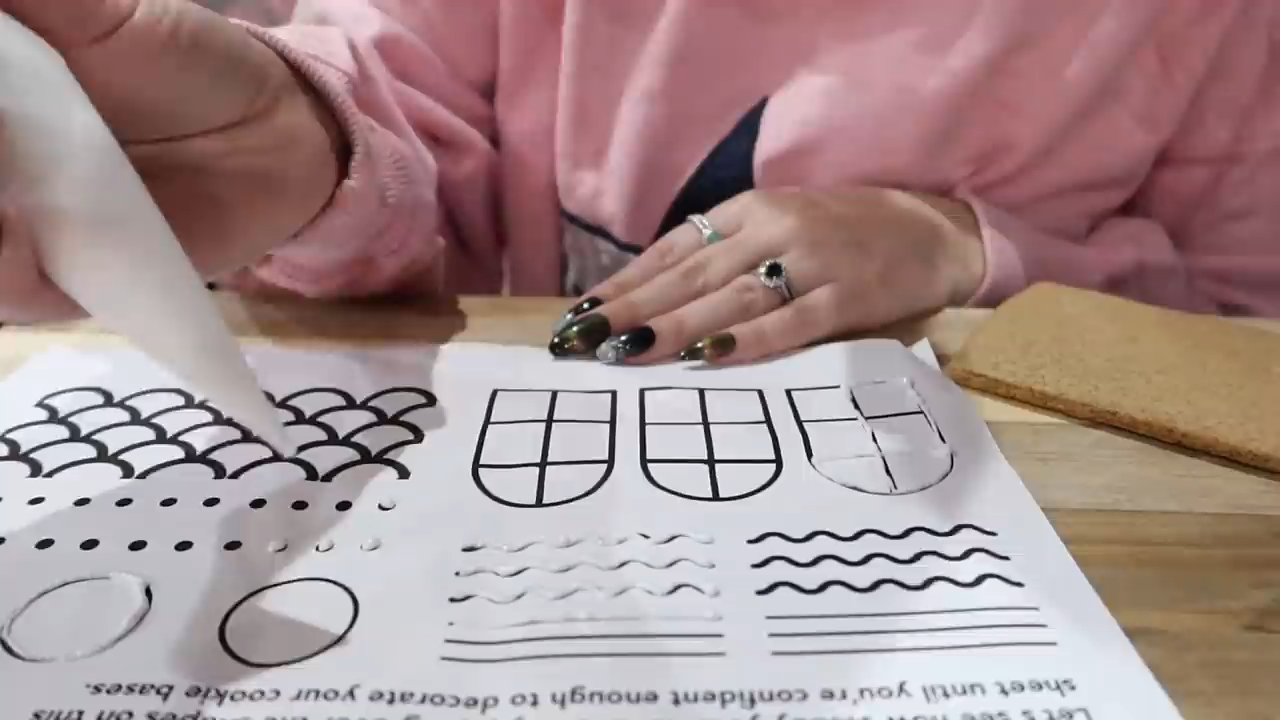 Let's see how steady over the shapes on this
sheet until you're confident enough to decorate your cookie bases.